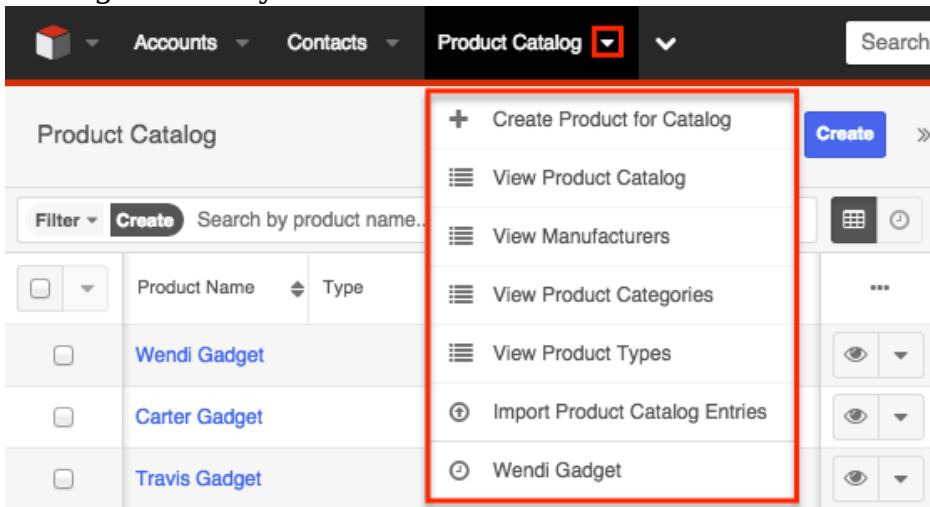 Accounts Contacts Product Catalog Search
Product Catalog
Create Product for Catalog
Create »
View Product Catalog
Filter Create Search by product name..
View Manufacturers
Product Name Type
View Product Categories
Wendi Gadget
View Product Types
Carter Gadget
Import Product Catalog Entries
Travis Gadget
Wendi Gadget